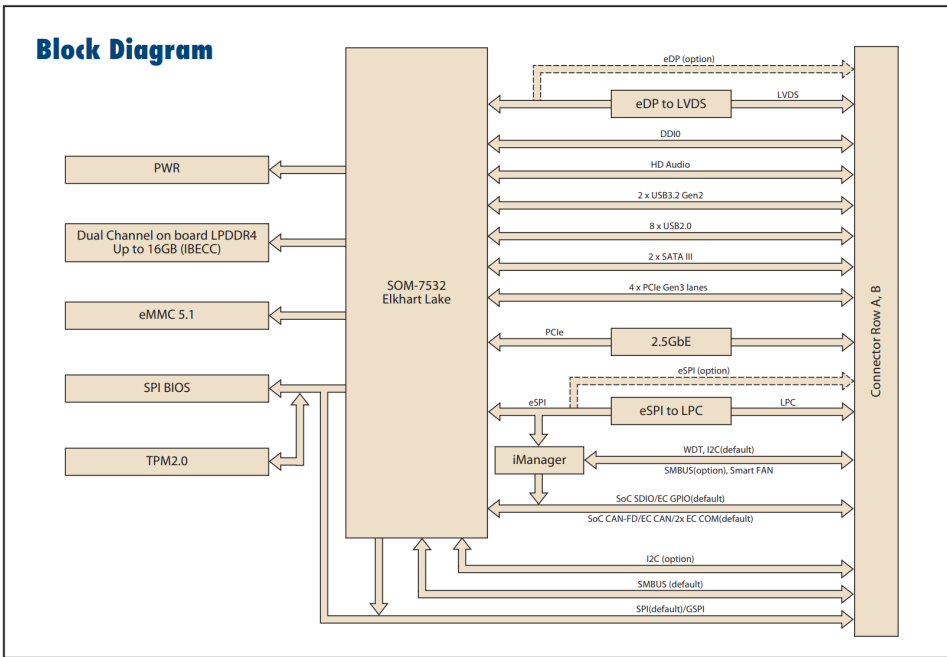 Block Diagram
PWR
Dual Channel on board LPDDR4
Up to 16GB (IBECC)
eMMC 5.1
SPI BIOS
TPM2.0
SOM-7532
Elkhart Lake
eDP (option)
eDP to LVDS
LVDS
DDI0
HD Audio
2 x USB3.2 Gen2
8 x USB2.0
2 x SATA III
4 x PCIe Gen3 lanes
PCIe
2.5GbE
eSPI (option)
eSPI
eSPI to LPC
LPC
iManager
WDT, I2C(default)
SMBUS(option), Smart FAN
SoC SDIO/EC GPIO(default)
SoC CAN-FD/EC CAN/2x EC COM(default)
I2C (option)
SMBUS (default)
SPI(default)/GSPI
Connector Row A, B